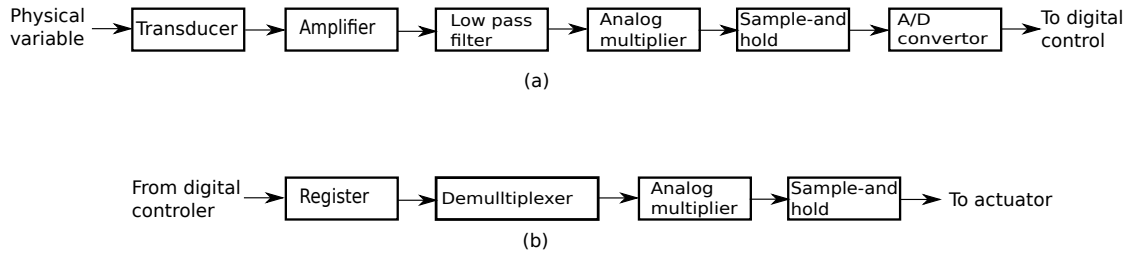 Physical
variable
Transducer
Amplifier
Low pass
filter
Analog
multiplier
Sample-and
hold
A/D
convertor
To digital
control
(a)
From digital
controler
Register
Demulltiplexer
Analog
multiplier
Sample-and
hold
To actuator
(b)